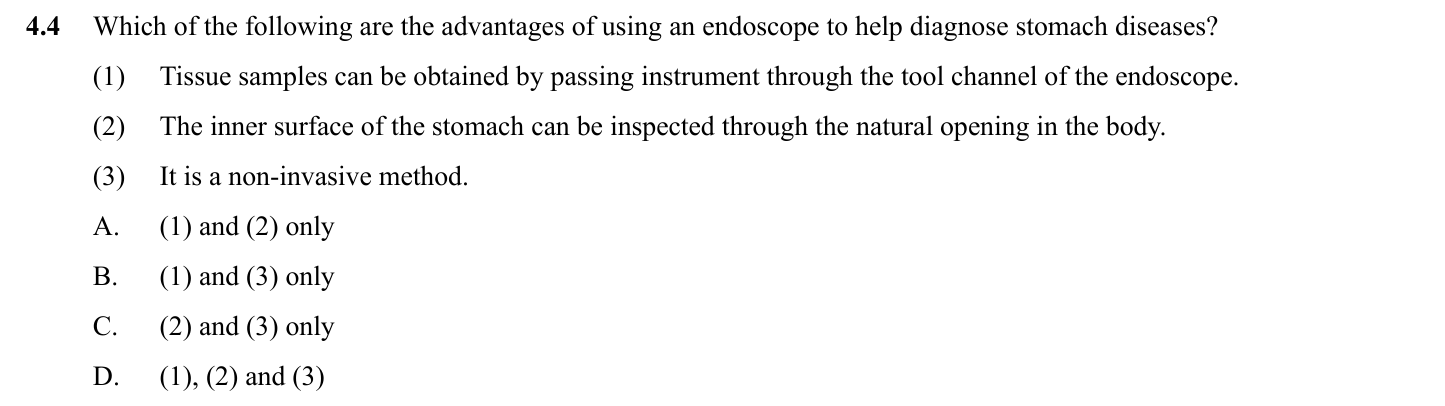 4.4 Which of the following are the advantages of using an endoscope to help diagnose stomach diseases?
(1) Tissue samples can be obtained by passing instrument through the tool channel of the endoscope.
(2) The inner surface of the stomach can be inspected through the natural opening in the body.
(3) It is a non-invasive method.
A. (1) and (2) only
B. (1) and (3) only
C. (2) and (3) only
D. (1), (2) and (3)